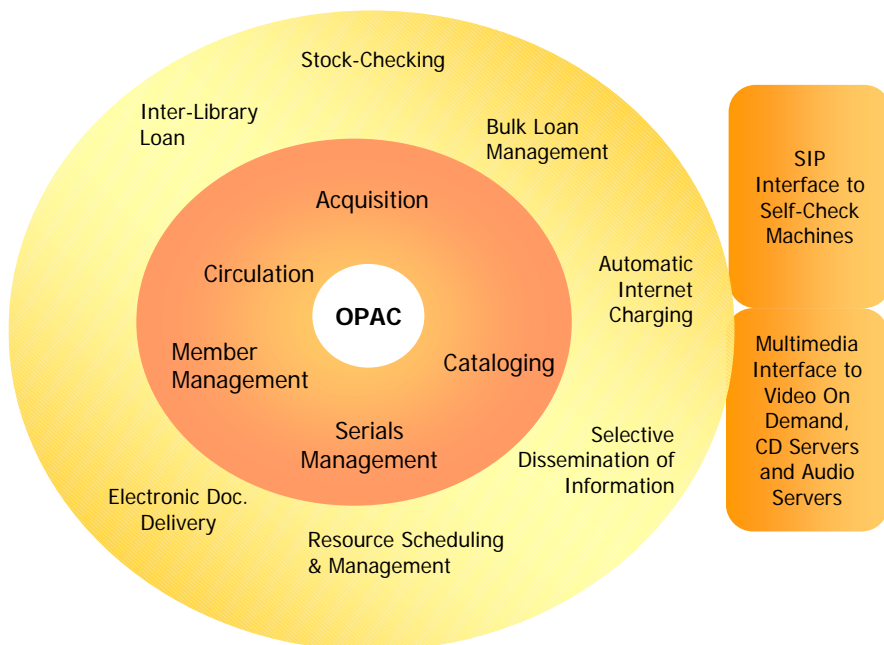 Stock-Checking
Inter-Library
Loan
Bulk Loan
Management
Acquisition
Circulation
OPAC
Automatic
Internet
Charging
Member
Management
Cataloging
Serials
Management
Selective
Dissemination of
Information
Electronic Doc.
Delivery
Resource Scheduling
& Management
SIP
Interface to
Self-Check
Machines
Multimedia
Interface to
Video On
Demand,
CD Servers
and Audio
Servers